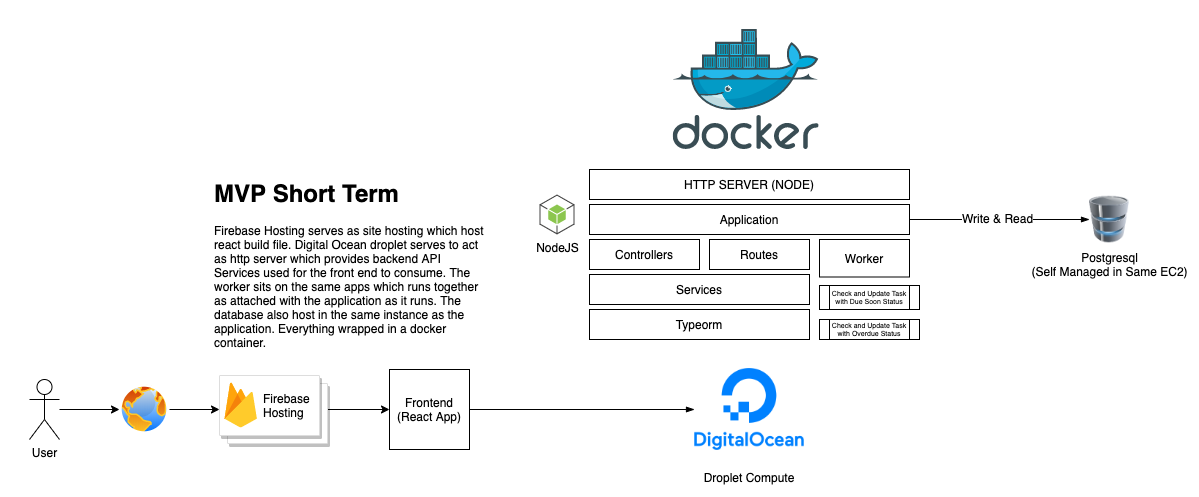 docker
MVP Short Term
Firebase Hosting serves as site hosting which host
react build file. Digital Ocean droplet serves to act
as http server which provides backend API
Services used for the front end to consume. The
worker sits on the same apps which runs together
as attached with the application as it runs. The
database also host in the same instance as the
application. Everything wrapped in a docker
container.
NodeJS
HTTP SERVER (NODE)
Application
Controllers
Routes
Worker
Services
Check and Update Task
with Due Soon Status
Typeorm
Check and Update Task
with Overdue Status
Write & Read
Postgresql
(Self Managed in Same EC2)
User
Firebase
Hosting
Frontend
(React App)
DigitalOcean
Droplet Compute